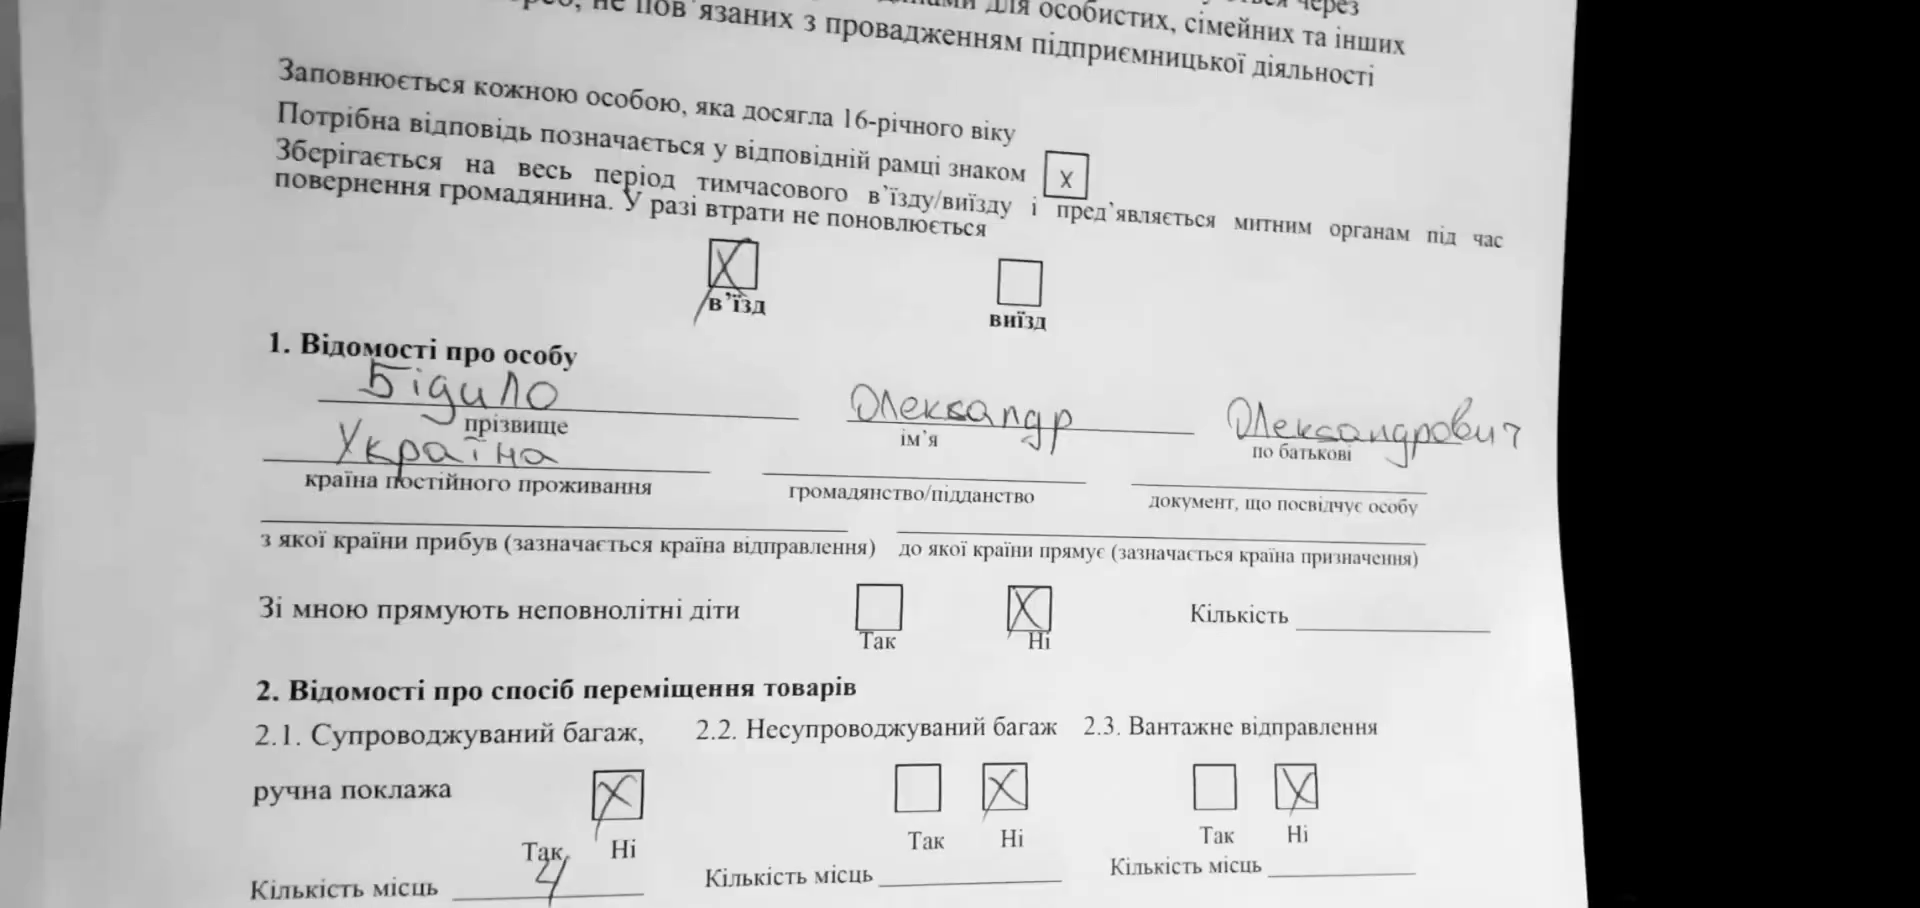 для особистих, сімейних та інших
не пов'язаних з провадженням підприємницької діяльності
Заповнюється кожною особою, яка досягла 16-річного віку
Потрібна відповідь позначається у відповідній рамці знаком X
Зберігається на весь період тимчасового в'їзду/виїзду і пред'являється митним органам під час
повернення громадянина. У разі втрати не поновлюється
X
в'їзд виїзд
1. Відомості про особу
Бідило Олександр Олександрович
прізвище ім'я по батькові
Україна
країна постійного проживання громадянство/підданство документ, що посвідчує особу
з якої країни прибув (зазначається країна відправлення) до якої країни прямує (зазначається країна призначення)
Зі мною прямують неповнолітні діти X Кількість
Так Ні
2. Відомості про спосіб переміщення товарів
2.1. Супроводжуваний багаж, 2.2. Несупроводжуваний багаж 2.3. Вантажне відправлення
ручна поклажа X X X
Так Ні Так Ні Так Ні
Кількість місць 4 Кількість місць Кількість місць